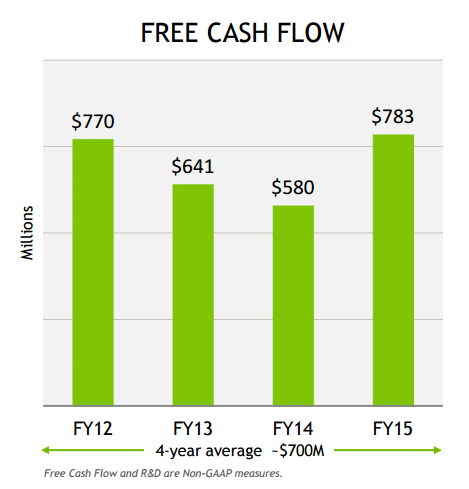 FREE CASH FLOW
$770
$641
$580
$783
Millions
FY12 FY13 FY14 FY15
4-year average ~$700M
Free Cash Flow and R&D are Non-GAAP measures.